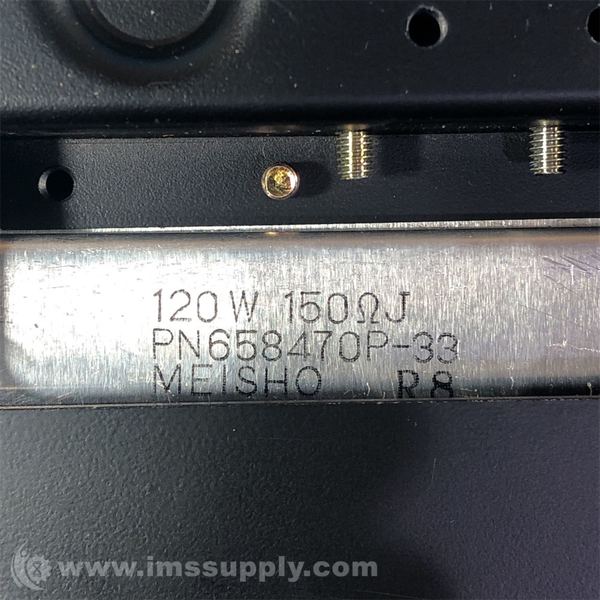 120W 150ΩJ
PN658470P-33
MEISHO R8
www.imssupply.com